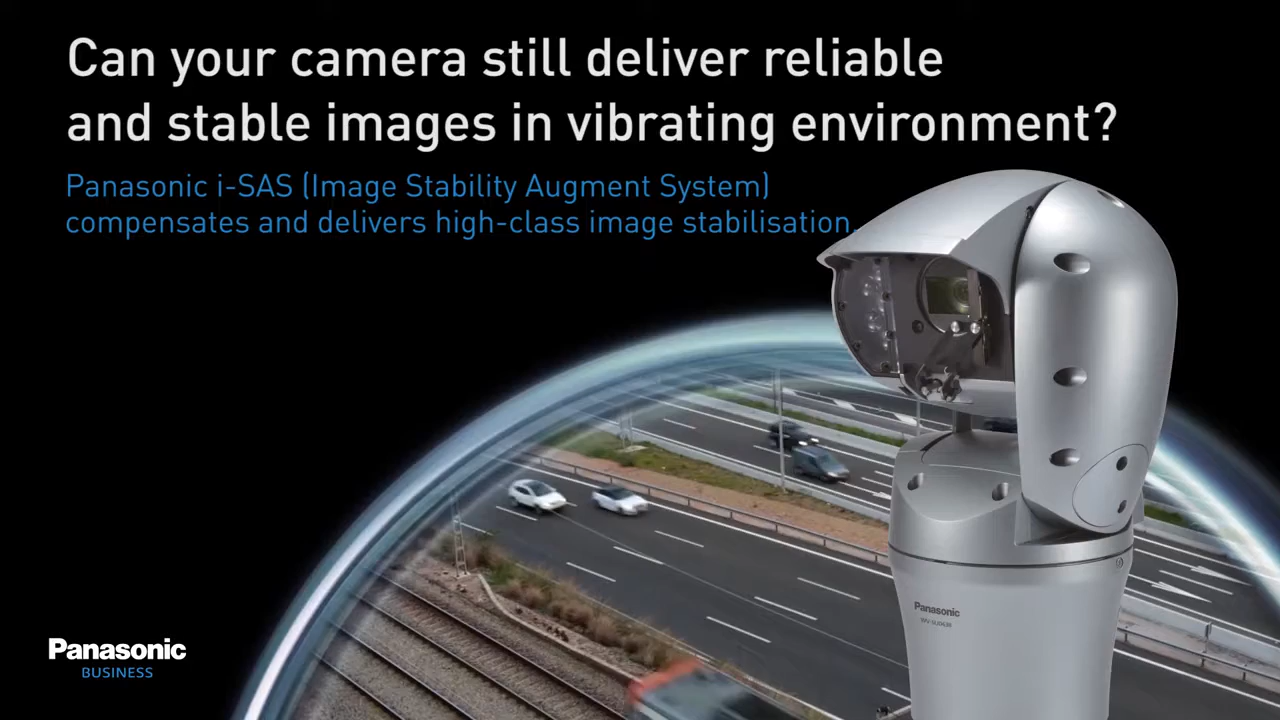 Can your camera still deliver reliable
and stable images in vibrating environment?
Panasonic i-SAS (Image Stability Augment System)
compensates and delivers high-class image stabilisation.
Panasonic
Panasonic
BUSINESS